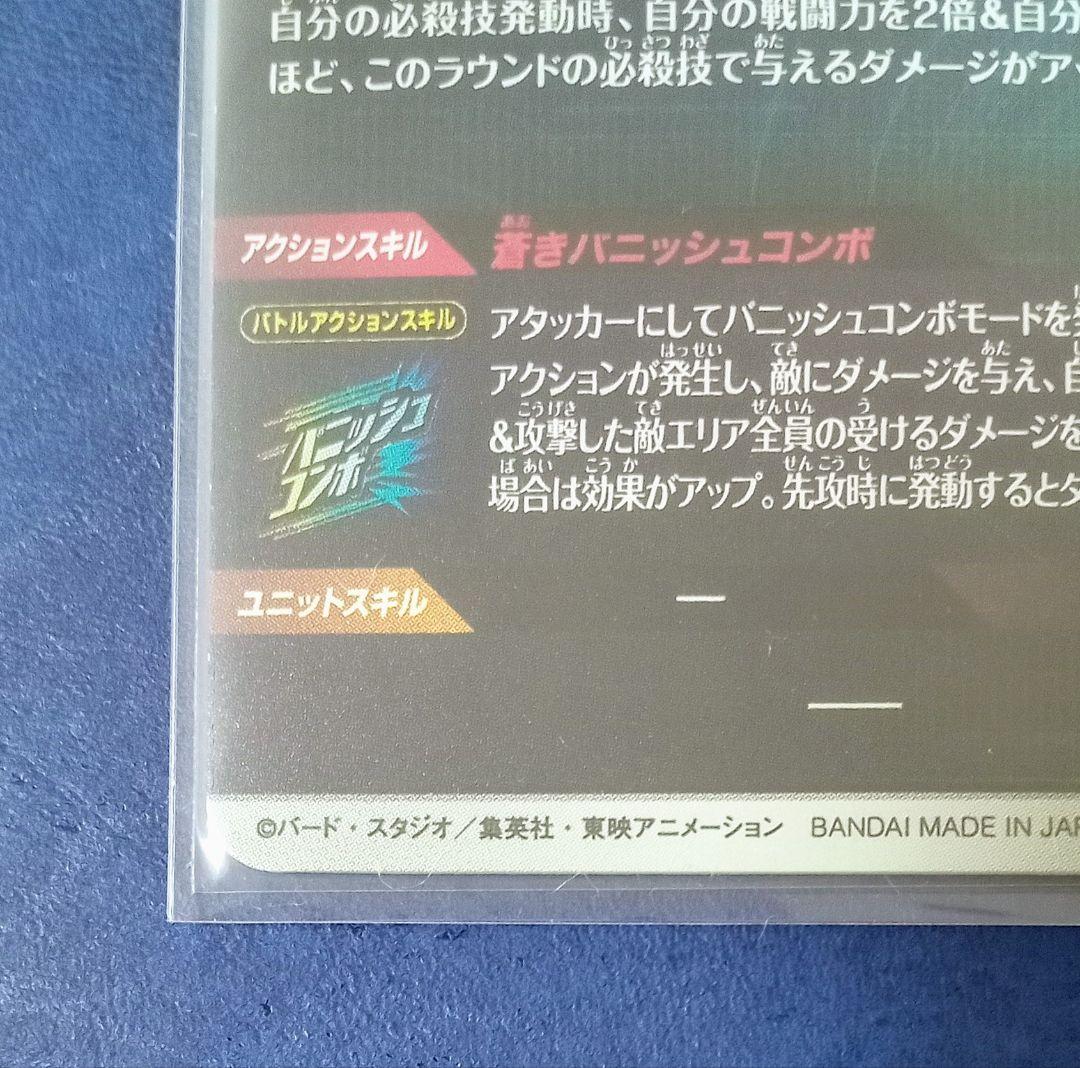 自分の必殺技発動時、自分の戦闘力を2倍&自分
ほど、このラウンドの必殺技で与えるダメージがア
アクションスキル
蒼きバニッシュコンボ
バトルアクションスキル
アタッカーにしてバニッシュコンボモードを
アクションが発生し、敵にダメージを与え、自
&攻撃した敵エリア全員の受けるダメージを
場合は効果がアップ。先攻時に発動すると
バニッシュ
コンボ
ユニットスキル
ー
©バード・スタジオ／集英社・東映アニメーション BANDAI MADE IN JAP